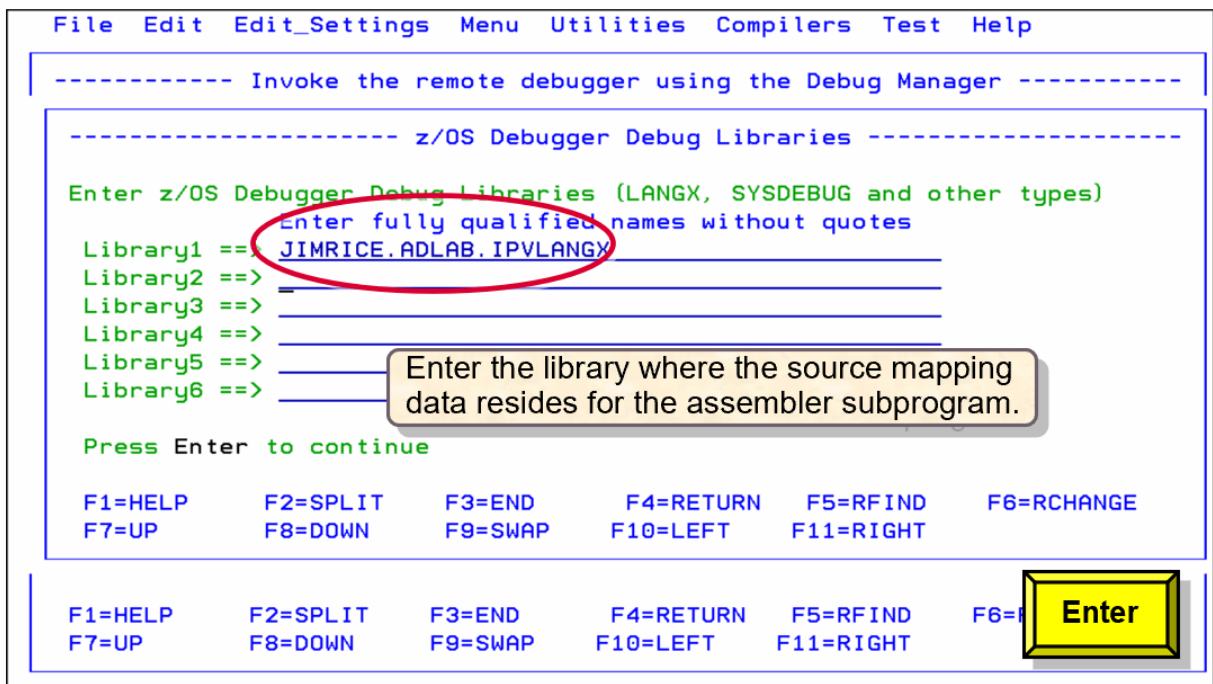 File Edit Edit_Settings Menu Utilities Compilers Test Help
------------ Invoke the remote debugger using the Debug Manager -----------
---------------------- z/OS Debugger Debug Libraries --------------------
Enter z/OS Debugger Debug Libraries (LANGX, SYSDEBUG and other types)
Enter fully qualified names without quotes
Library1 ==> JIMRICE.ADLAB.IPVLANGX
Library2 ==>
Library3 ==>
Library4 ==>
Library5 ==>
Library6 ==>
Enter the library where the source mapping
data resides for the assembler subprogram.
Press Enter to continue
F1=HELP F2=SPLIT F3=END F4=RETURN F5=RFIND F6=RCHANGE
F7=UP F8=DOWN F9=SWAP F10=LEFT F11=RIGHT
F1=HELP F2=SPLIT F3=END F4=RETURN F5=RFIND F6=
F7=UP F8=DOWN F9=SWAP F10=LEFT F11=RIGHT
Enter